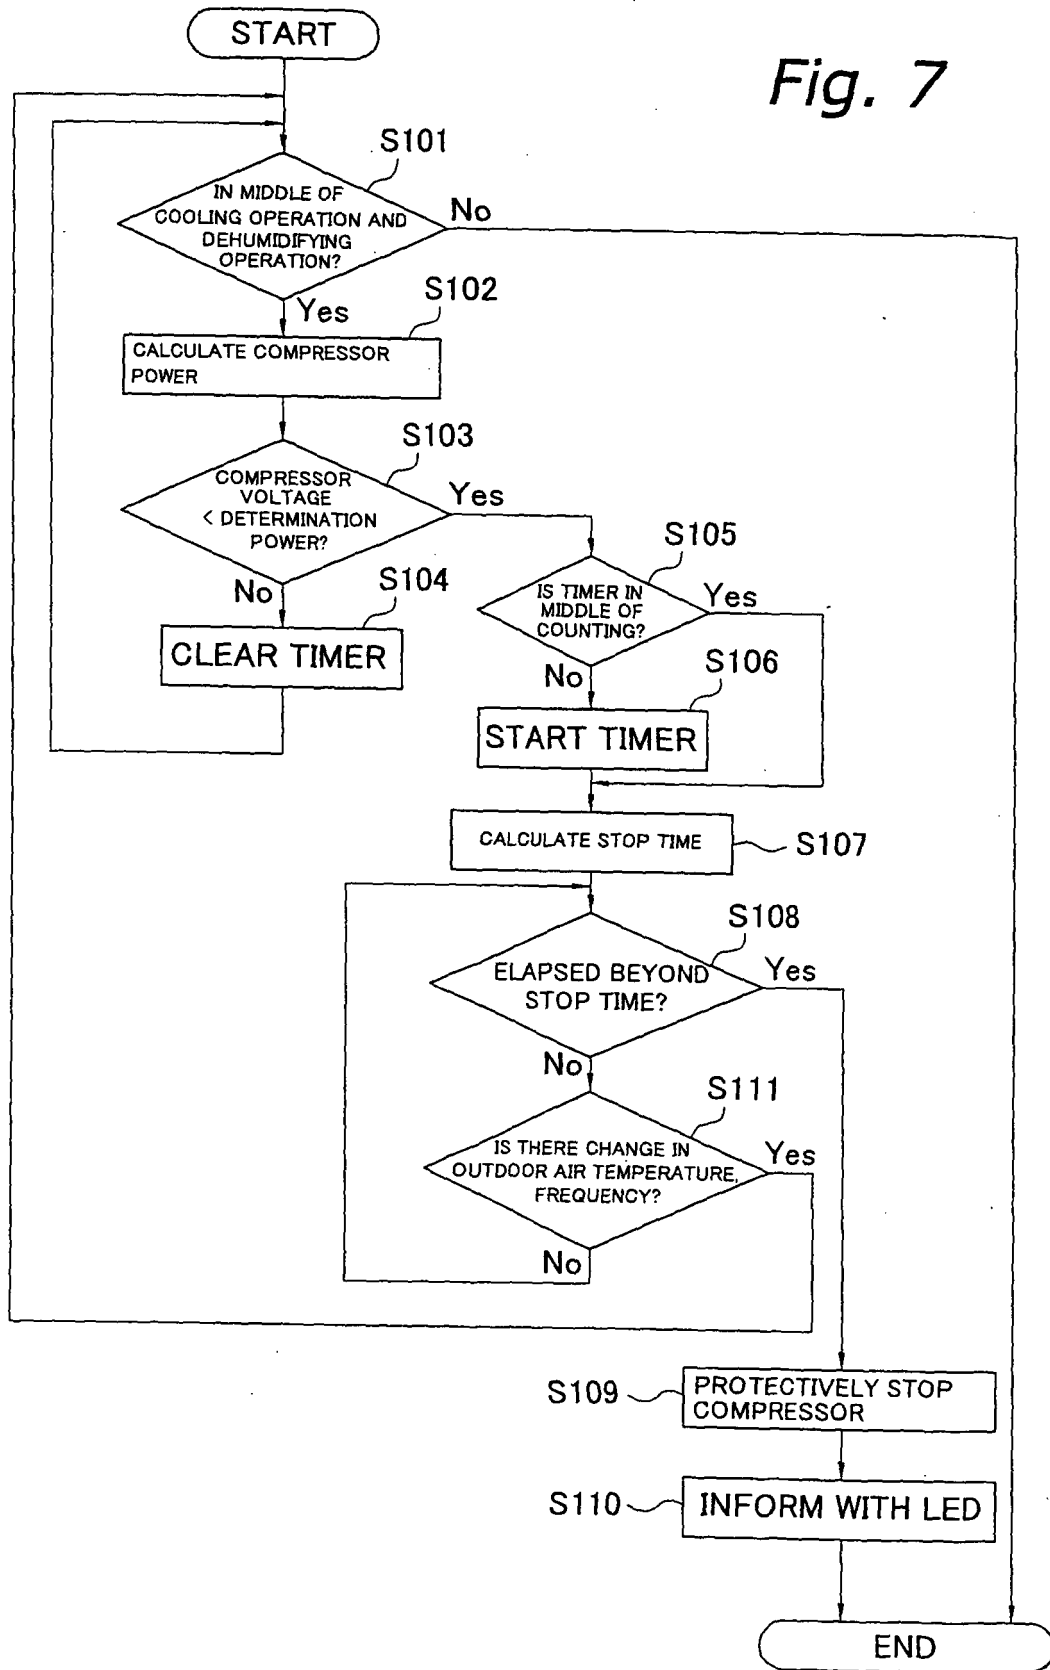 START
Fig. 7
S101
IN MIDDLE OF
COOLING OPERATION AND
DEHUMIDIFYING
OPERATION?
No
Yes
S102
CALCULATE COMPRESSOR
POWER
S103
COMPRESSOR
VOLTAGE
< DETERMINATION
POWER?
Yes
No
S104
CLEAR TIMER
S105
IS TIMER IN
MIDDLE OF
COUNTING?
Yes
No
S106
START TIMER
CALCULATE STOP TIME
S107
S108
ELAPSED BEYOND
STOP TIME?
Yes
No
S111
IS THERE CHANGE IN
OUTDOOR AIR TEMPERATURE,
FREQUENCY?
Yes
No
S109
PROTECTIVELY STOP
COMPRESSOR
S110
INFORM WITH LED
END